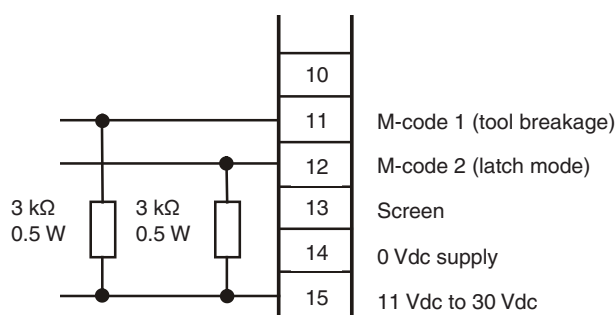 10
11 M-code 1 (tool breakage)
12 M-code 2 (latch mode)
3 kΩ 3 kΩ 13 Screen
0.5 W 0.5 W
14 0 Vdc supply
15 11 Vdc to 30 Vdc